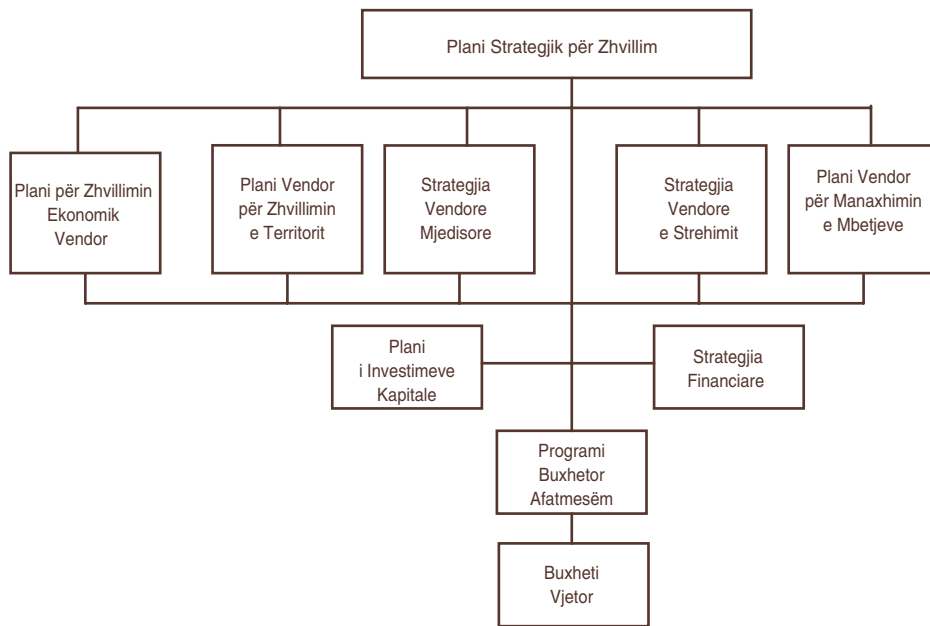 Plani Strategjik për Zhvillim
Plani për Zhvillimin
Ekonomik
Vendor
Plani Vendor
për Zhvillimin
e Territorit
Strategjia
Vendore
Mjedisore
Strategjia
Vendore
e Strehimit
Plani Vendor
për Manaxhimin
e Mbetjeve
Plani
i Investimeve
Kapitale
Strategjia
Financiare
Programi
Buxhetor
Afatmesëm
Buxheti
Vjetor